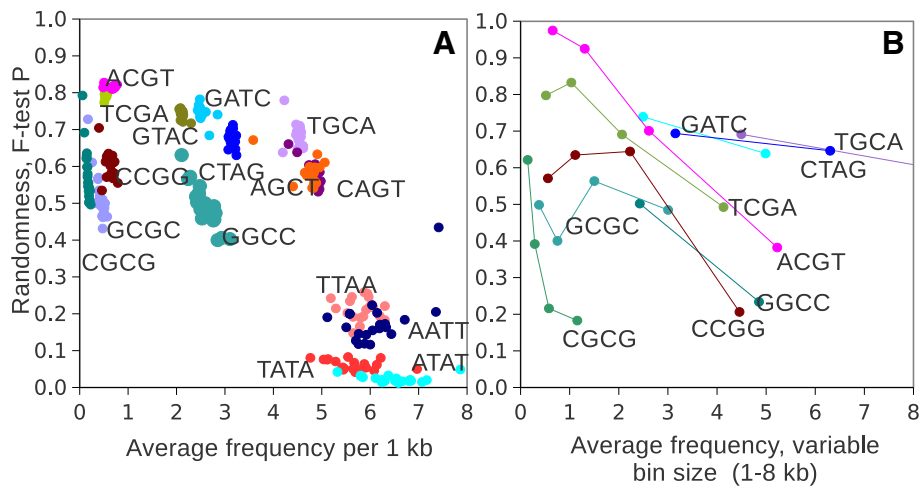 A
B
Randomness, F-test P
1.0
0.9
0.8
0.7
0.6
0.5
0.4
0.3
0.2
0.1
0.0
ACGT
TCGA
GATC
GTAC
TGCA
CCGG
CTAG
AGCT
CAGT
GCGC
GGCC
CGCG
TTAA
AATT
TATA
ATAT
0 1 2 3 4 5 6 7 8
Average frequency per 1 kb
1.0
0.9
0.8
0.7
0.6
0.5
0.4
0.3
0.2
0.1
0.0
GATC
TGCA
CTAG
TCGA
GCGC
ACGT
GGCC
CCGG
CGCG
0 1 2 3 4 5 6 7 8
Average frequency, variable
bin size (1-8 kb)